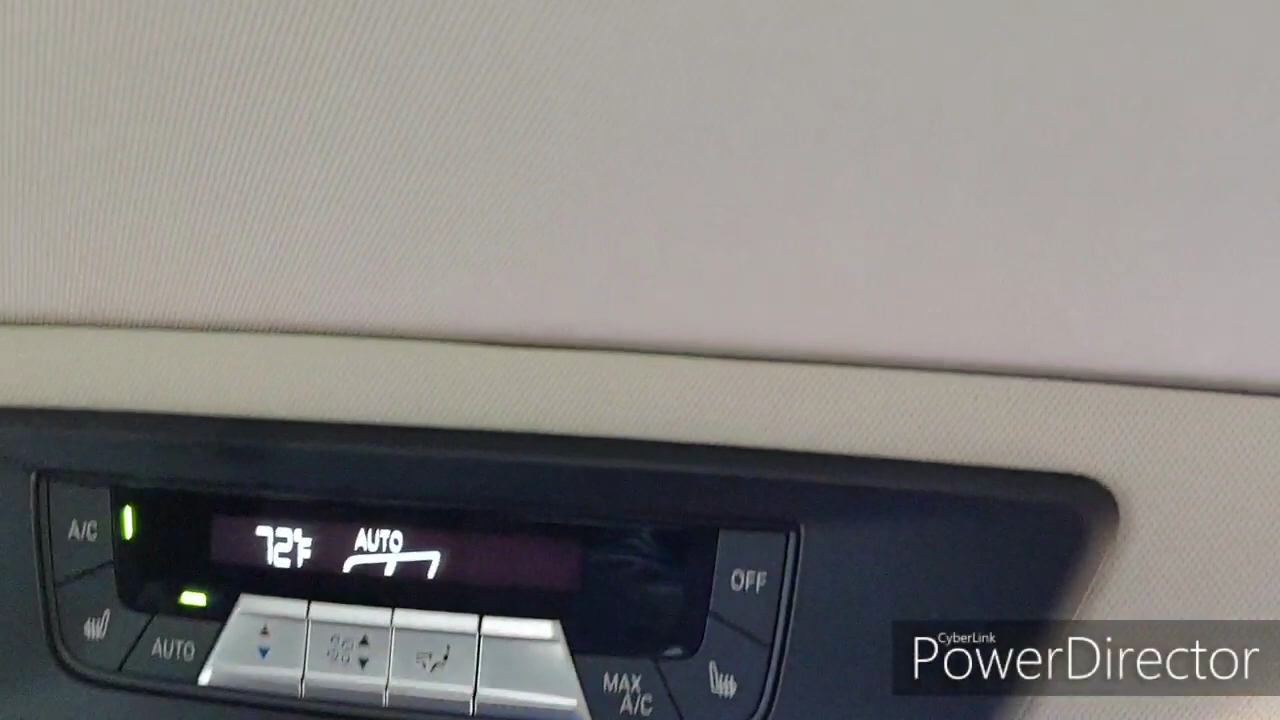 A/C
72°F
AUTO
OFF
AUTO
MAX
A/C
CyberLink
PowerDirector